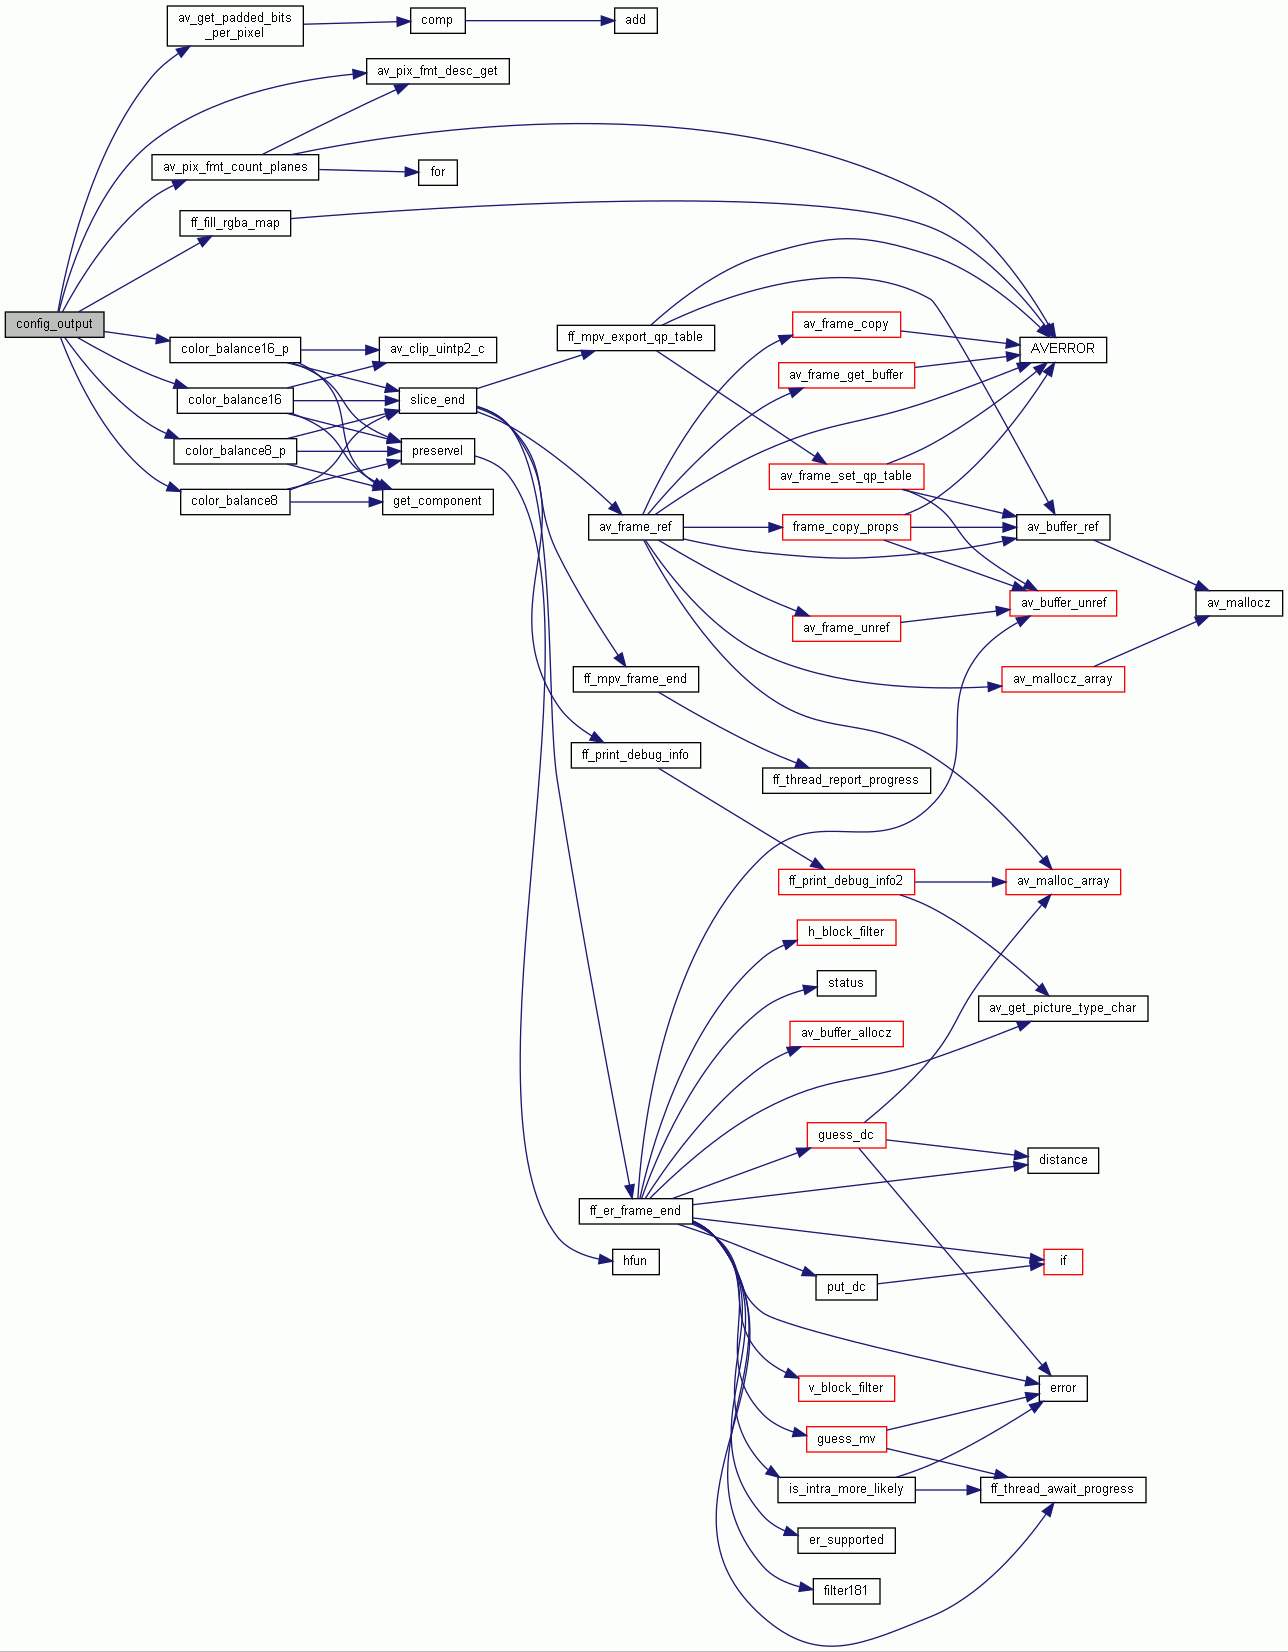 av_get_padded_bits
_per_pixel
comp
add
av_pix_fmt_desc_get
av_pix_fmt_count_planes
for
ff_fill_rgba_map
config_output
color_balance16_p
av_clip_uintp2_c
color_balance16
slice_end
color_balance8_p
preservel
color_balance8
get_component
ff_mpv_export_qp_table
av_frame_copy
AVERROR
av_frame_get_buffer
av_frame_set_qp_table
av_frame_ref
frame_copy_props
av_buffer_ref
av_buffer_unref
av_mallocz
av_frame_unref
ff_mpv_frame_end
av_mallocz_array
ff_print_debug_info
ff_thread_report_progress
ff_print_debug_info2
av_malloc_array
h_block_filter
status
av_get_picture_type_char
av_buffer_allocz
guess_dc
distance
ff_er_frame_end
hfun
if
put_dc
v_block_filter
error
guess_mv
is_intra_more_likely
ff_thread_await_progress
er_supported
filter181